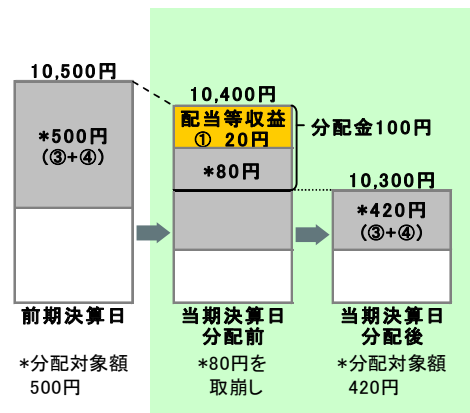 10,500円
*500円
(③+④)
前期決算日
*分配対象額
500円
10,400円
配当等収益
① 20円
*80円
分配金100円
当期決算日
分配前
*80円を
取崩し
10,300円
*420円
(③+④)
当期決算日
分配後
*分配対象額
420円